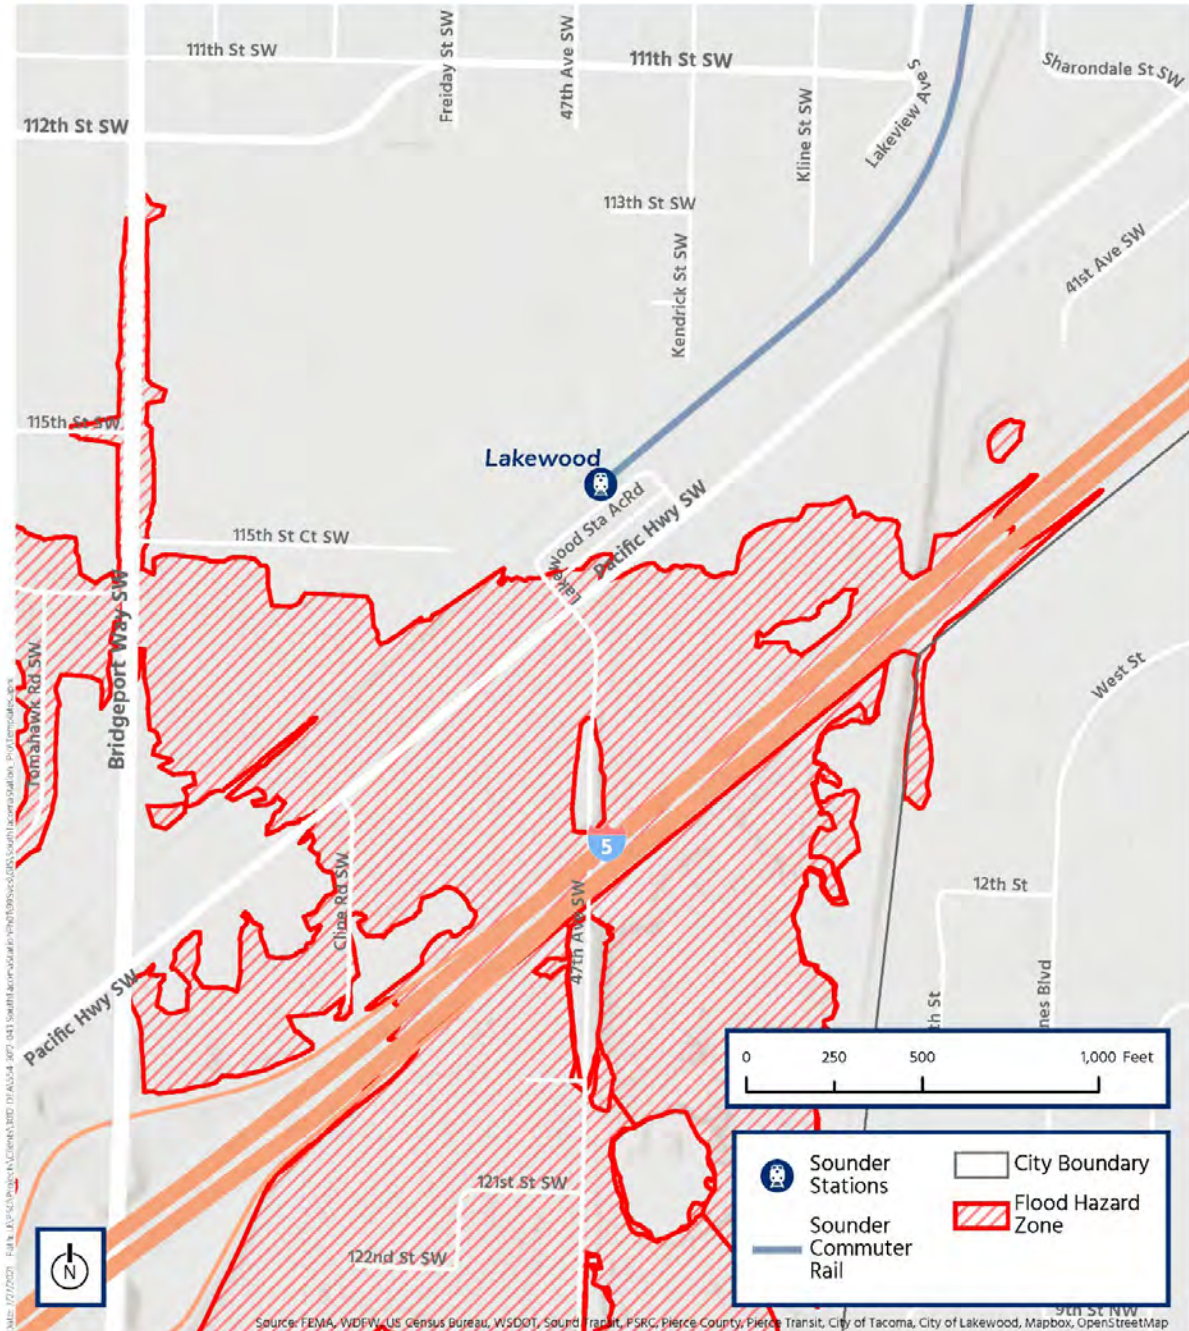 111th St SW
Freiday St SW
47th Ave SW
111th St SW
Sharondale St SW
Lakeview Ave S
Kline St SW
112th St SW
113th St SW
Kendrick St SW
41st Ave SW
115th St SW
Lakewood
Lakewood Sta AcRd
Pacific Hwy SW
115th St Ct SW
Bridgeport Way SW
Tomahawk Rd SW
West St
5
Cline Rd SW
47th Ave SW
12th St
Pacific Hwy SW
th St
nes Blvd
0 250 500 1,000 Feet
121st St SW
122nd St SW
N
Sounder
Stations
Sounder
Commuter
Rail
City Boundary
Flood Hazard
Zone
9th St NW
Source: FEMA, WDFW, US Census Bureau, WSDOT, Sound Transit, PSRC, Pierce County, Pierce Transit, City of Tacoma, City of Lakewood, Mapbox, OpenStreetMap